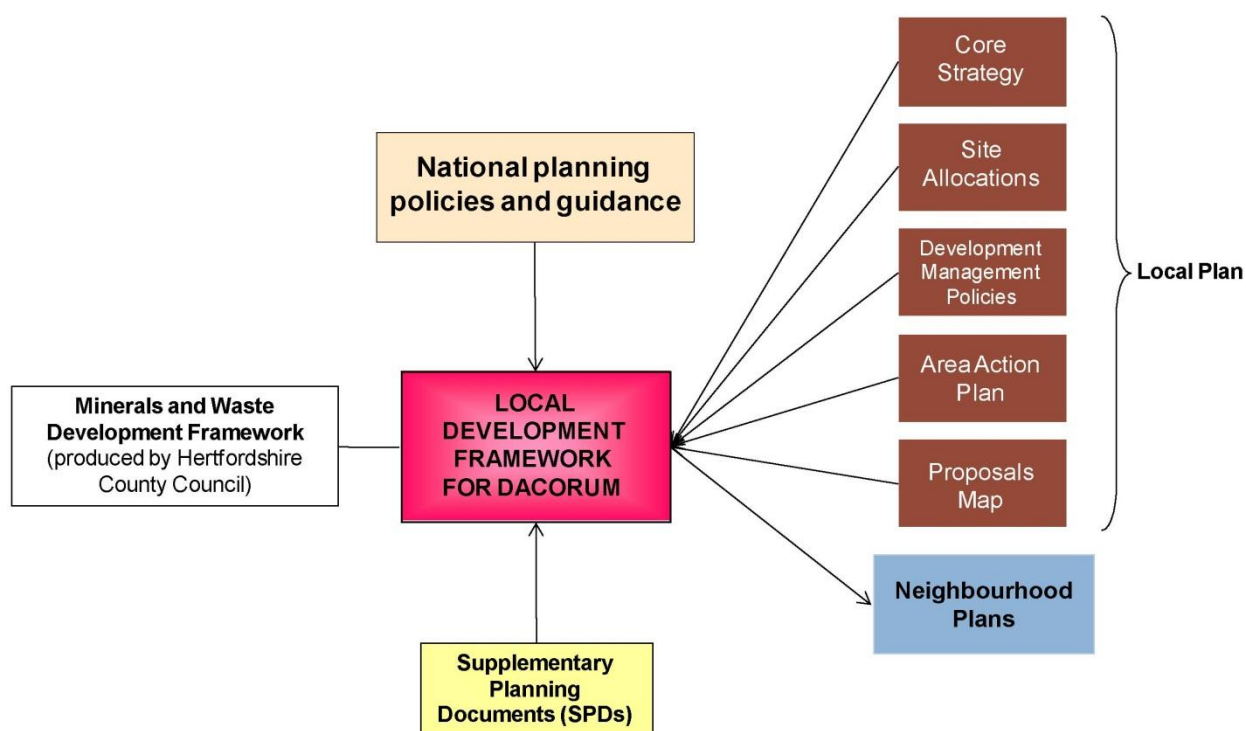 Core
Strategy
Site
Allocations
National planning
policies and guidance
Development
Management
Policies
Local Plan
Area Action
Plan
Minerals and Waste
Development Framework
(produced by Hertfordshire
County Council)
LOCAL
DEVELOPMENT
FRAMEWORK
FOR DACORUM
Proposals
Map
Neighbourhood
Plans
Supplementary
Planning
Documents (SPDs)